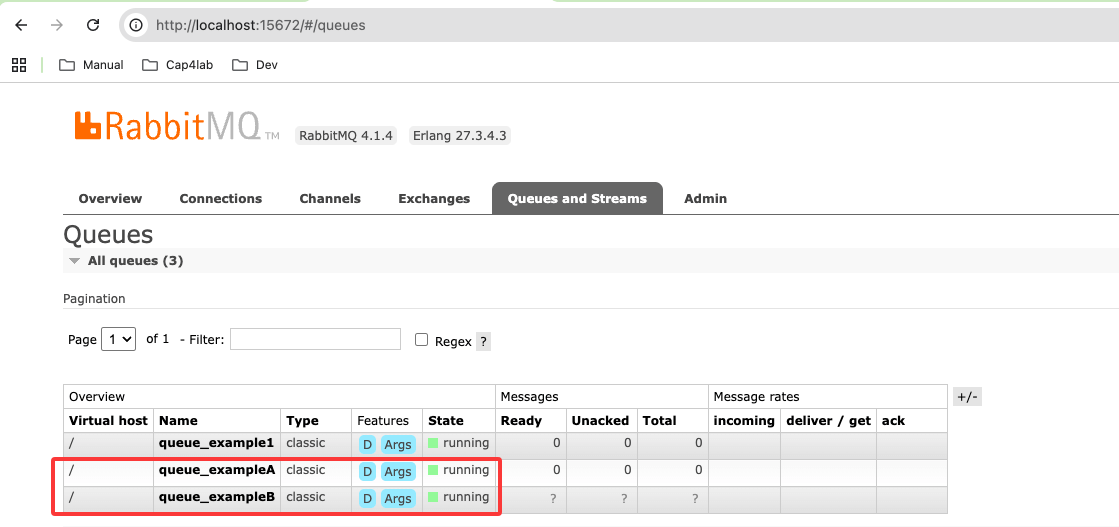 http://localhost:15672/#/queues
Manual Cap4lab Dev
RabbitMQ TM RabbitMQ 4.1.4 Erlang 27.3.4.3
Overview Connections Channels Exchanges Queues and Streams Admin
Queues
All queues (3)
Pagination
Page 1 of 1 - Filter: Regex ?
Overview Messages Message rates +/-
Virtual host Name Type Features State Ready Unacked Total incoming deliver / get ack
/ queue_example1 classic D Args running 0 0 0
/ queue_exampleA classic D Args running 0 0 0
/ queue_exampleB classic D Args running ? ? ?